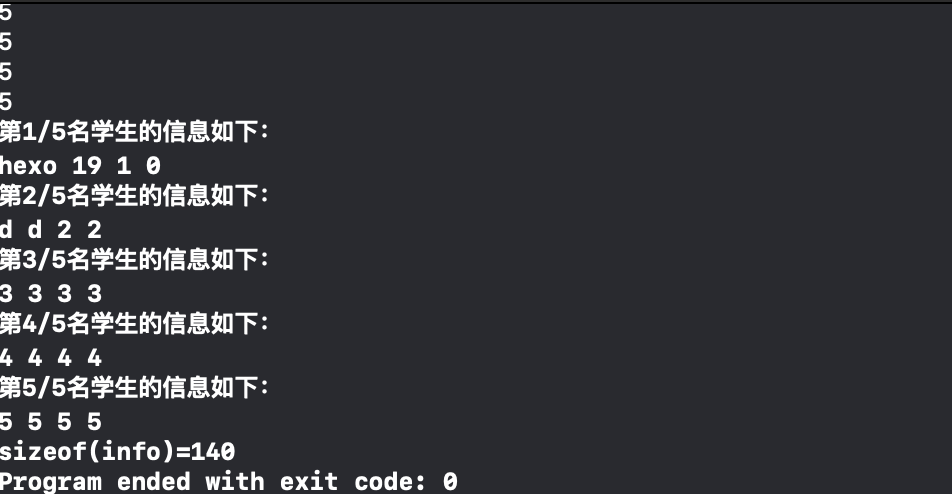 5
5
5
5
第1/5名学生的信息如下：
hexo 19 1 0
第2/5名学生的信息如下：
d d 2 2
第3/5名学生的信息如下：
3 3 3 3
第4/5名学生的信息如下：
4 4 4 4
第5/5名学生的信息如下：
5 5 5 5
sizeof(info)=140
Program ended with exit code: 0